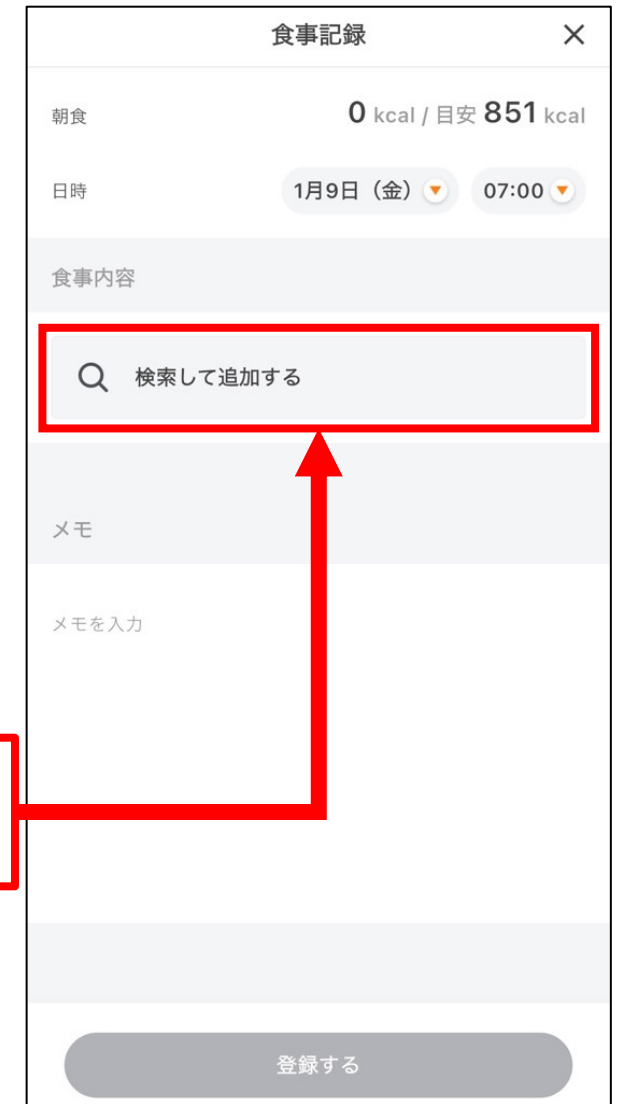 食事記録
朝食 0 kcal / 目安 851 kcal
日時 1月9日（金） 07:00
食事内容
検索して追加する
メモ
メモを入力
登録する